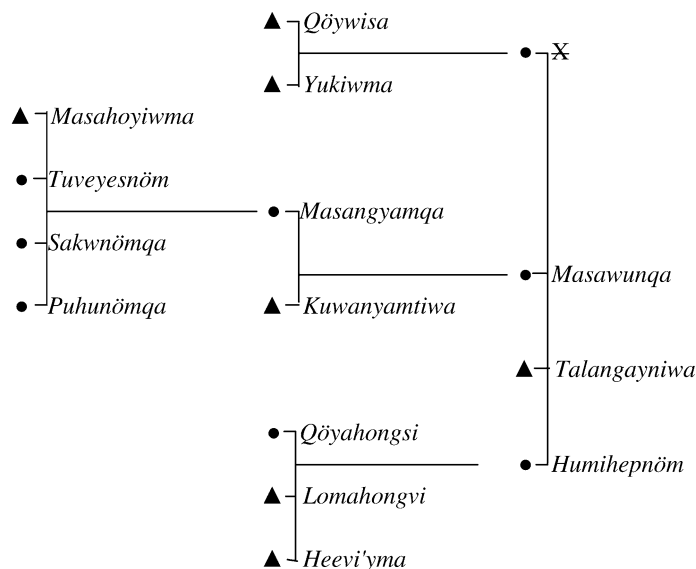 Qöywisa
X
Yukiwma
Masahoyiwma
Tuveyesnöm
Masangyamqa
Sakwnömqa
Masawunqa
Puhunömqa
Kuwanyamtiwa
Talangayniwa
Qöyahongsi
Humihepnöm
Lomahongvi
Heevi'yma